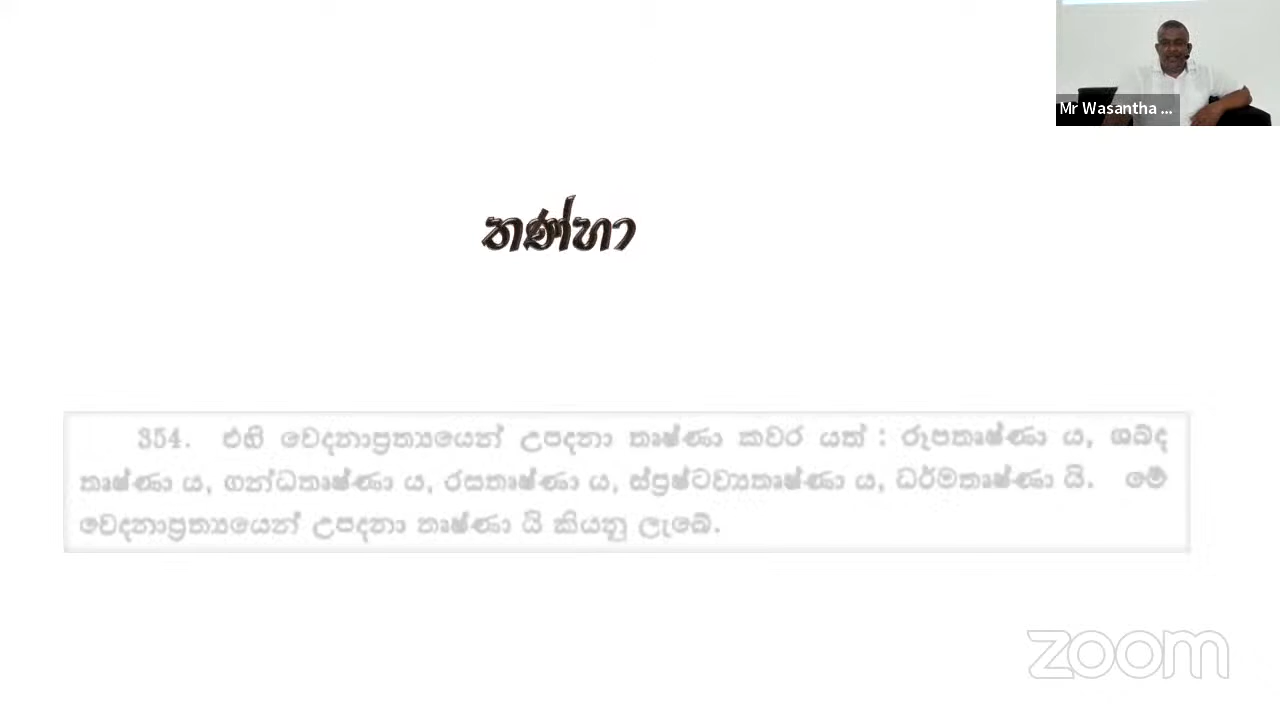 Mr Wasantha ...
තණ්හා
354. එහි වේදනාප්‍රත්‍යයෙන් උපදනා තෘෂ්ණා කවර යත් : රූපතෘෂ්ණා ය, ශබ්ද
තෘෂ්ණා ය, ගන්ධතෘෂ්ණා ය, රසතෘෂ්ණා ය, ස්ප්‍රෂ්ටව්‍යතෘෂ්ණා ය, ධර්මතෘෂ්ණා යි. මේ
වේදනාප්‍රත්‍යයෙන් උපදනා තෘෂ්ණා යි කියනු ලැබේ.
zoom